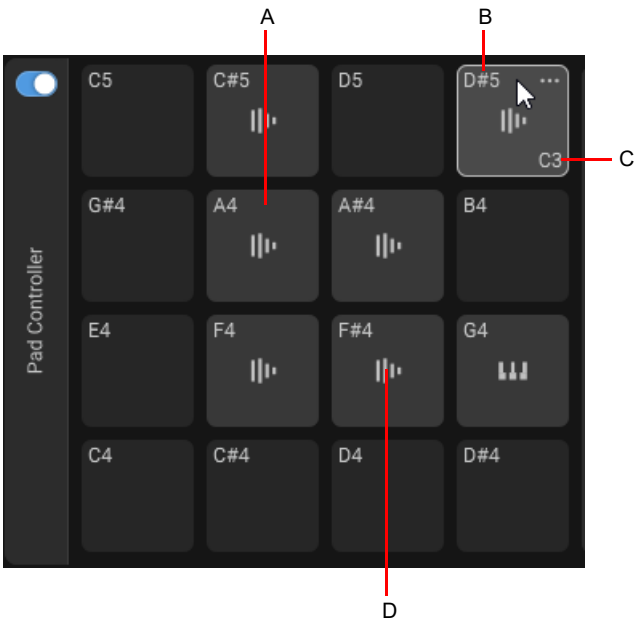 A B
C5 C#5 D5 D#5 ...
C3 C
G#4 A4 A#4 B4
Pad Controller
E4 F4 F#4 G4
C4 C#4 D4 D#4
D